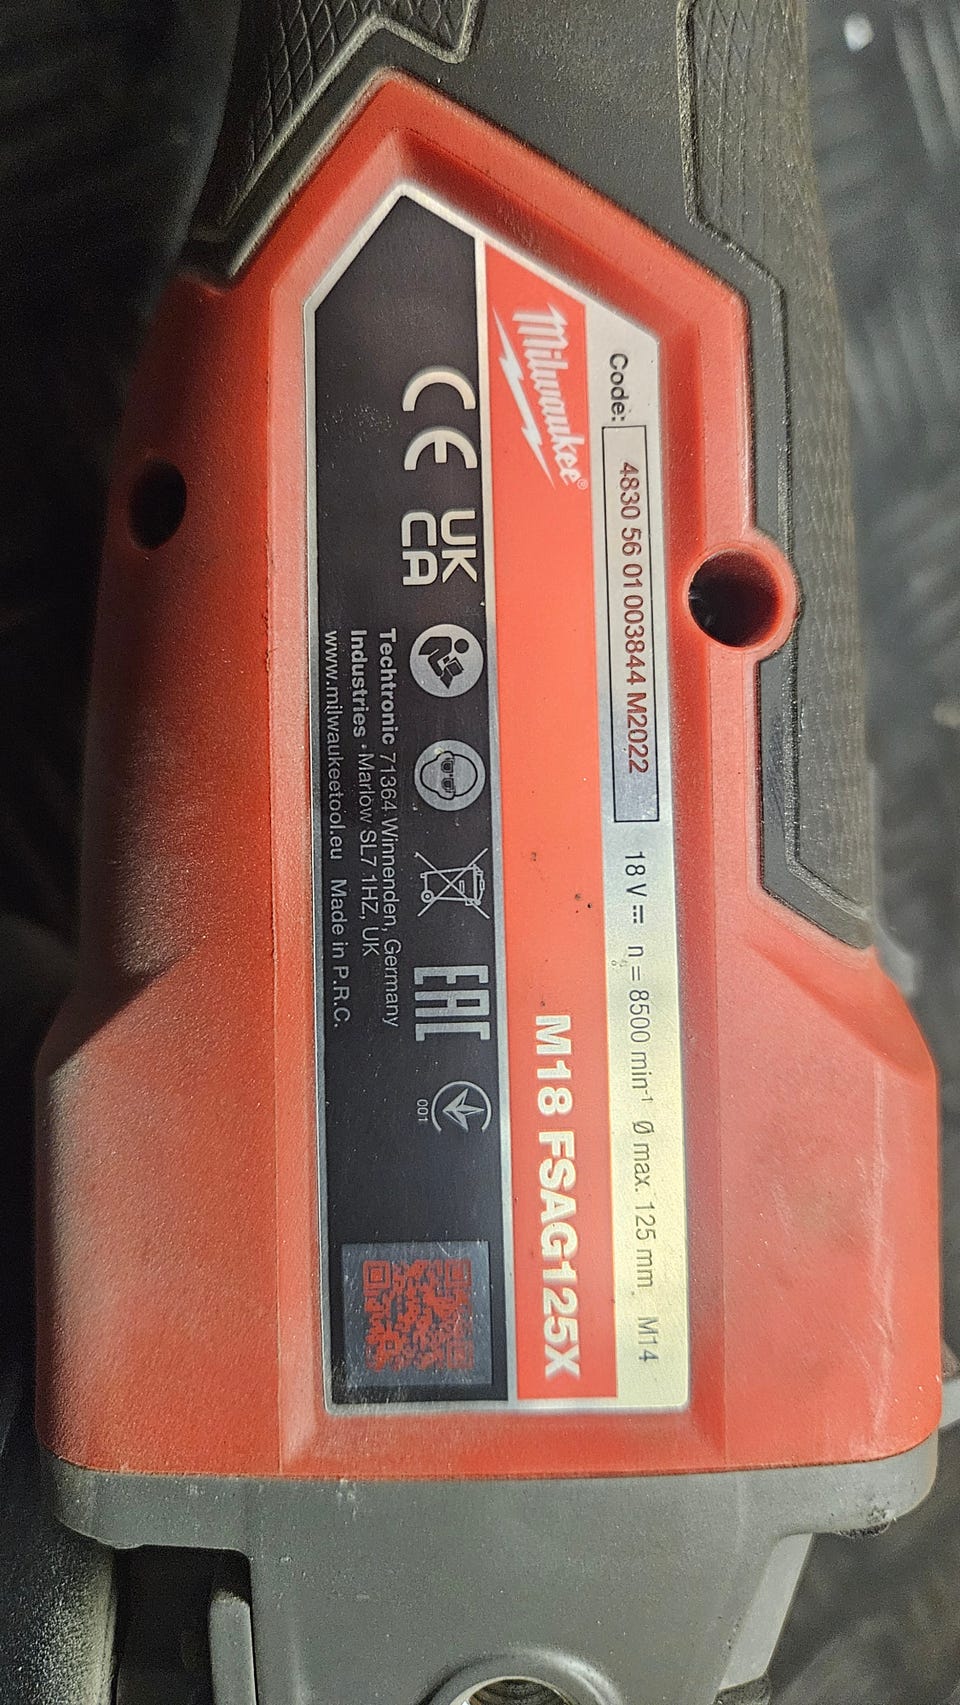 Code: 4830 56 01 003844 M2022 18 V n = 8500 min⁻¹ Ø max. 125 mm M14
Milwaukee®
M18 FSAG125X
CE
UK
CA
EAC
001
Techtronic 71364 Winnenden, Germany
Industries · Marlow SL7 1HZ, UK
www.milwaukeetool.eu Made in P.R.C.